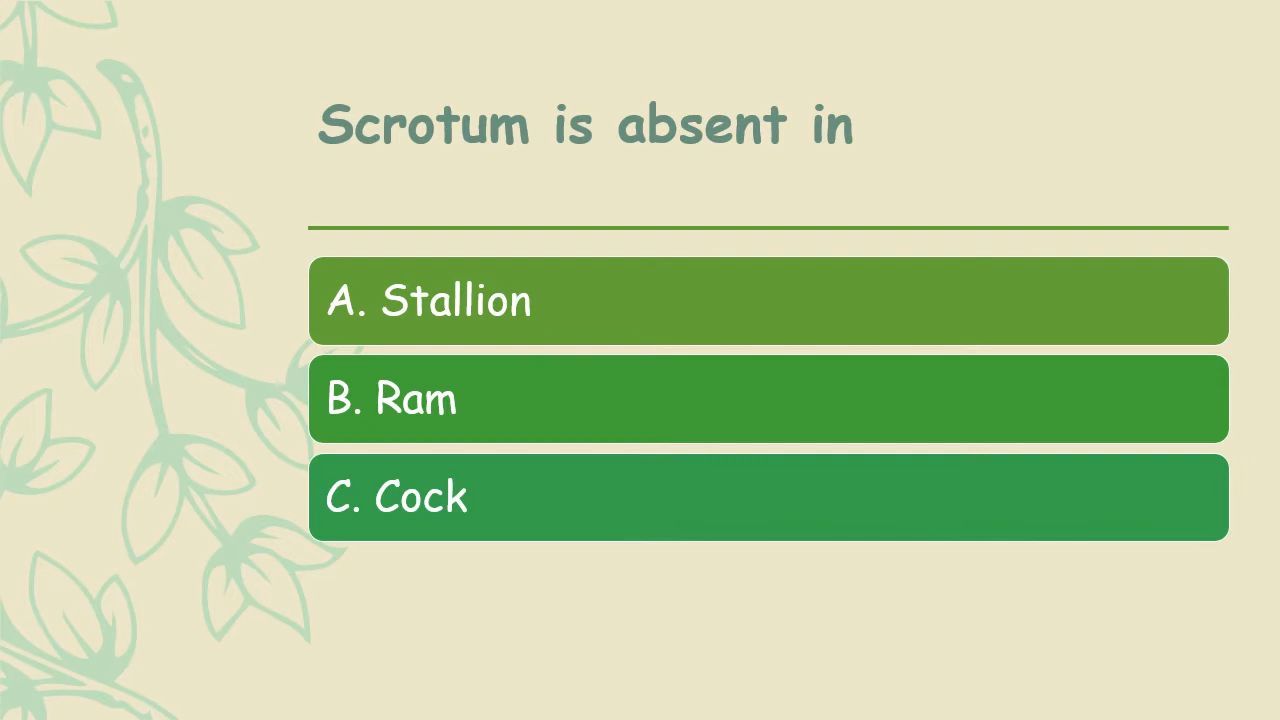 Scrotum is absent in
A. Stallion
B. Ram
C. Cock